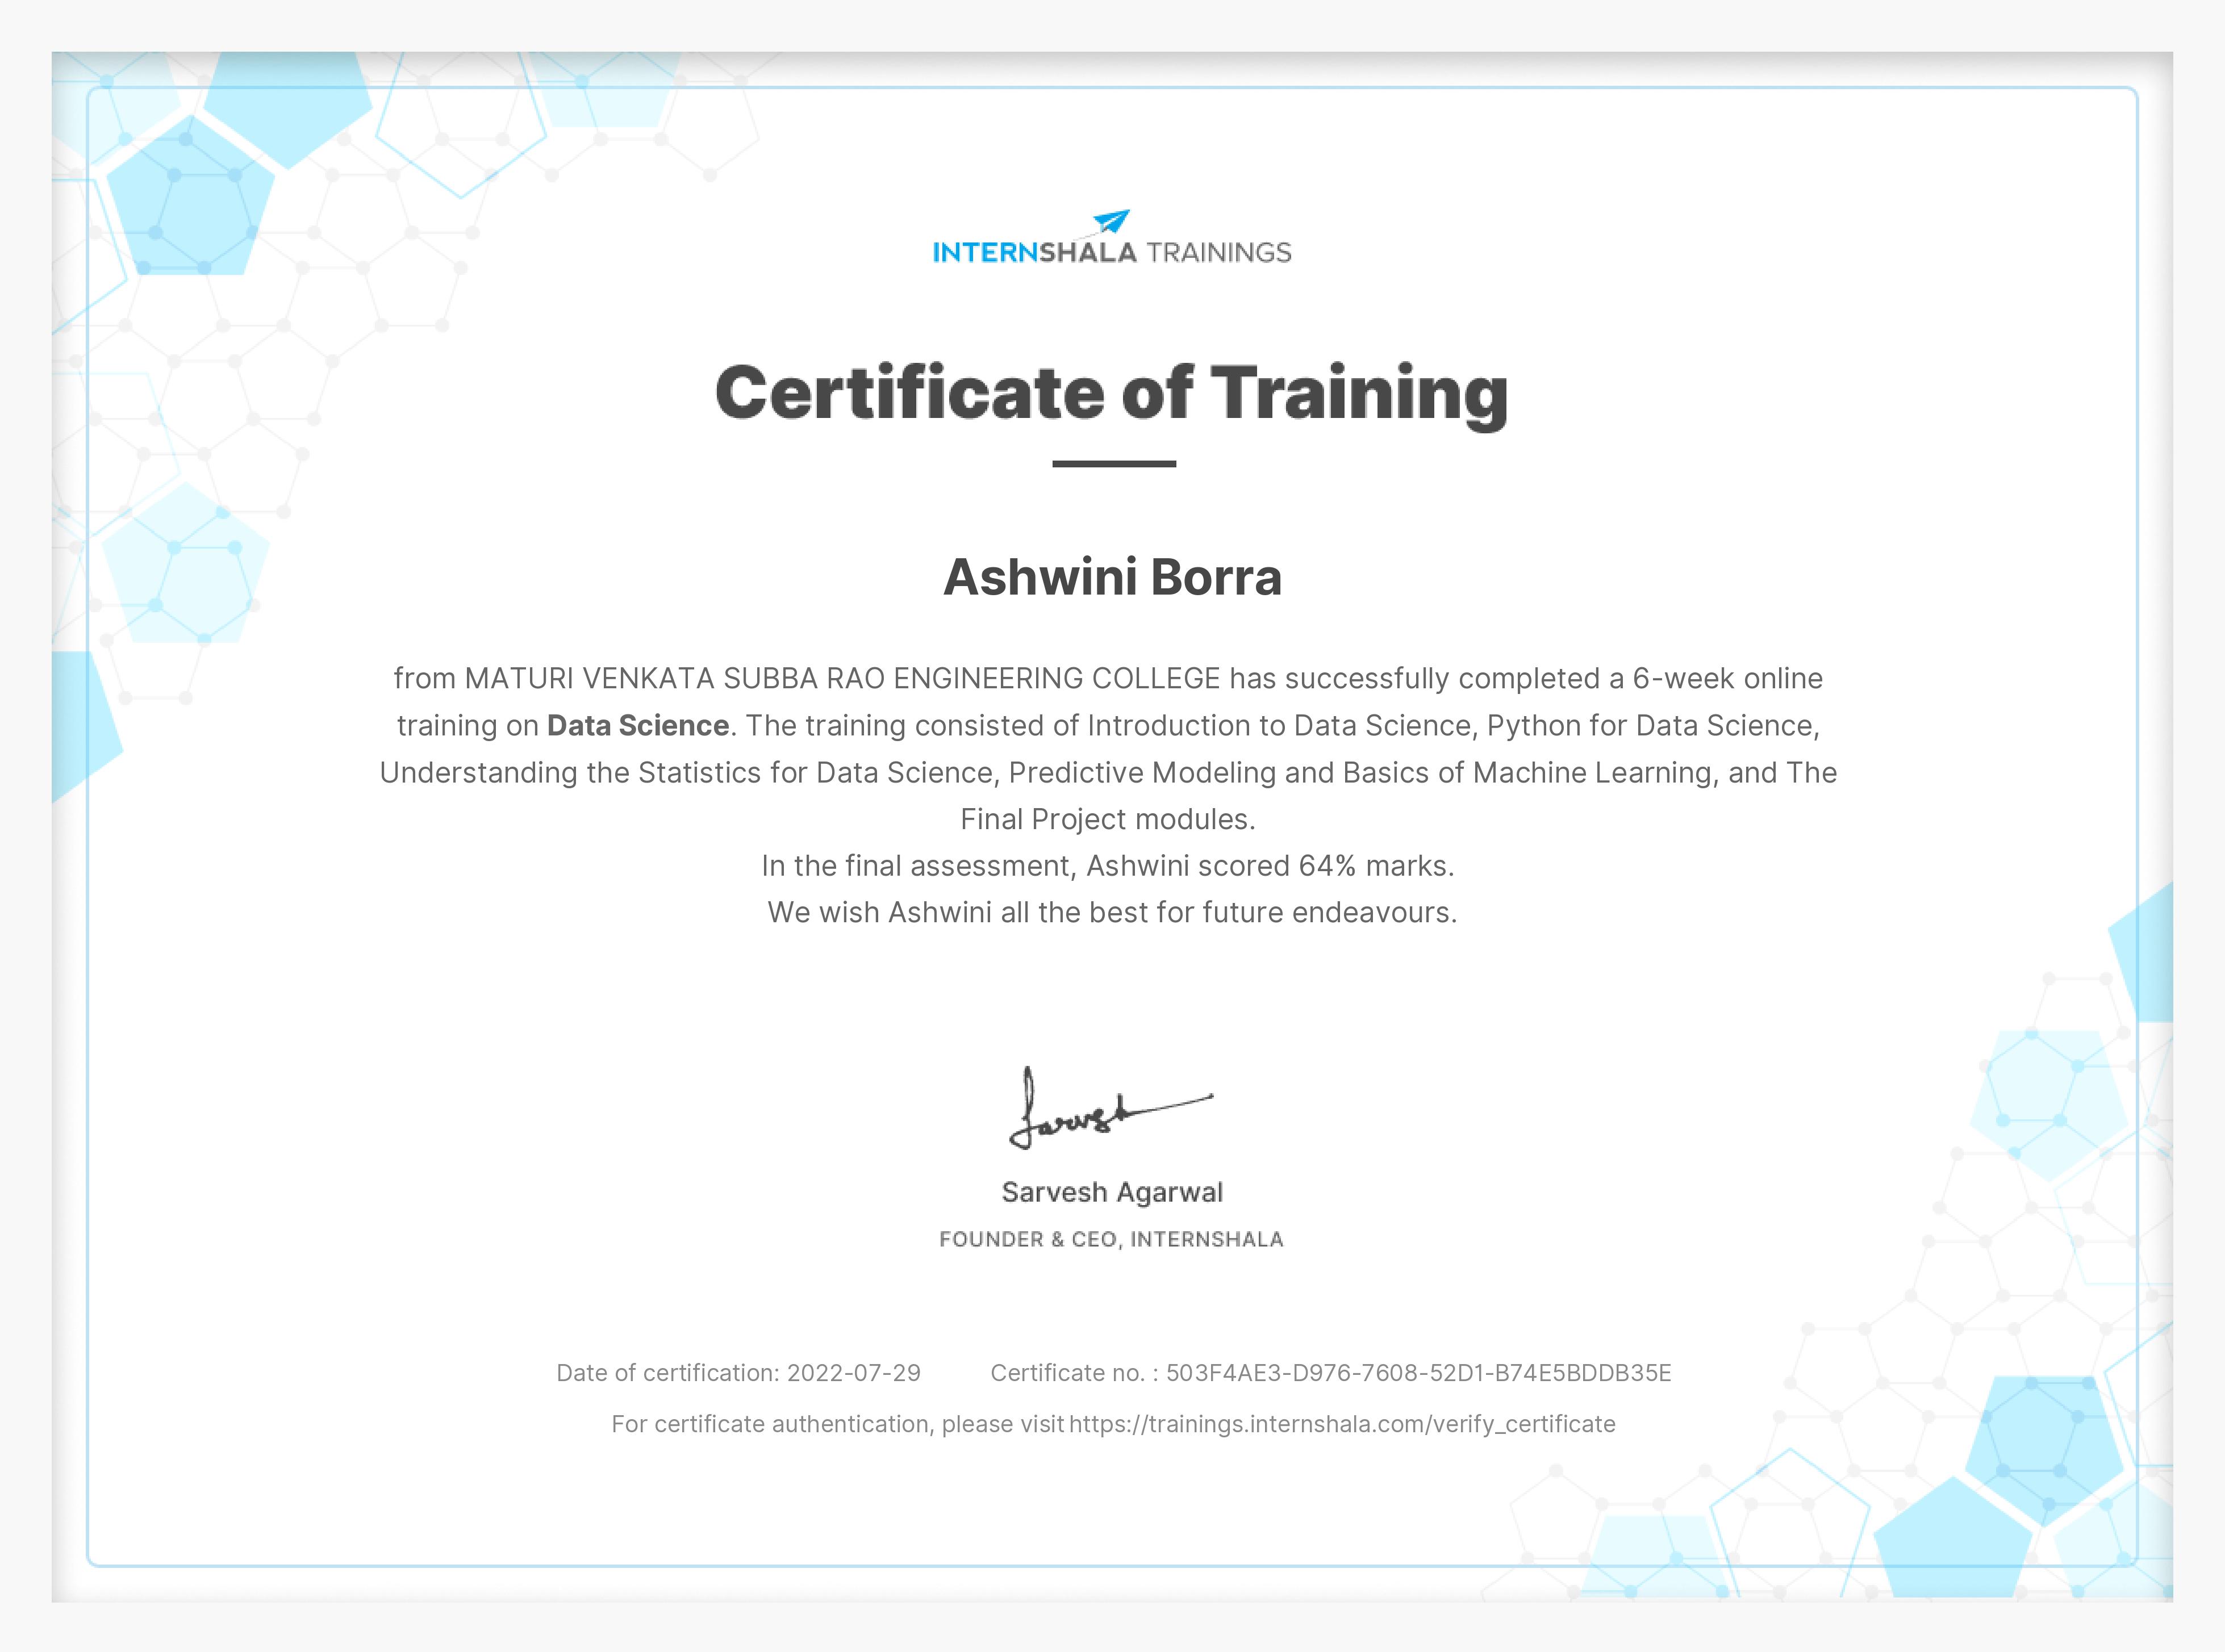 INTERNSHALA TRAININGS
Certificate of Training
Ashwini Borra
from MATURI VENKATA SUBBA RAO ENGINEERING COLLEGE has successfully completed a 6-week online
training on Data Science. The training consisted of Introduction to Data Science, Python for Data Science,
Understanding the Statistics for Data Science, Predictive Modeling and Basics of Machine Learning, and The
Final Project modules.
In the final assessment, Ashwini scored 64% marks.
We wish Ashwini all the best for future endeavours.
Sarvesh
Sarvesh Agarwal
FOUNDER & CEO, INTERNSHALA
Date of certification: 2022-07-29 Certificate no. : 503F4AE3-D976-7608-52D1-B74E5BDDB35E
For certificate authentication, please visit https://trainings.internshala.com/verify_certificate